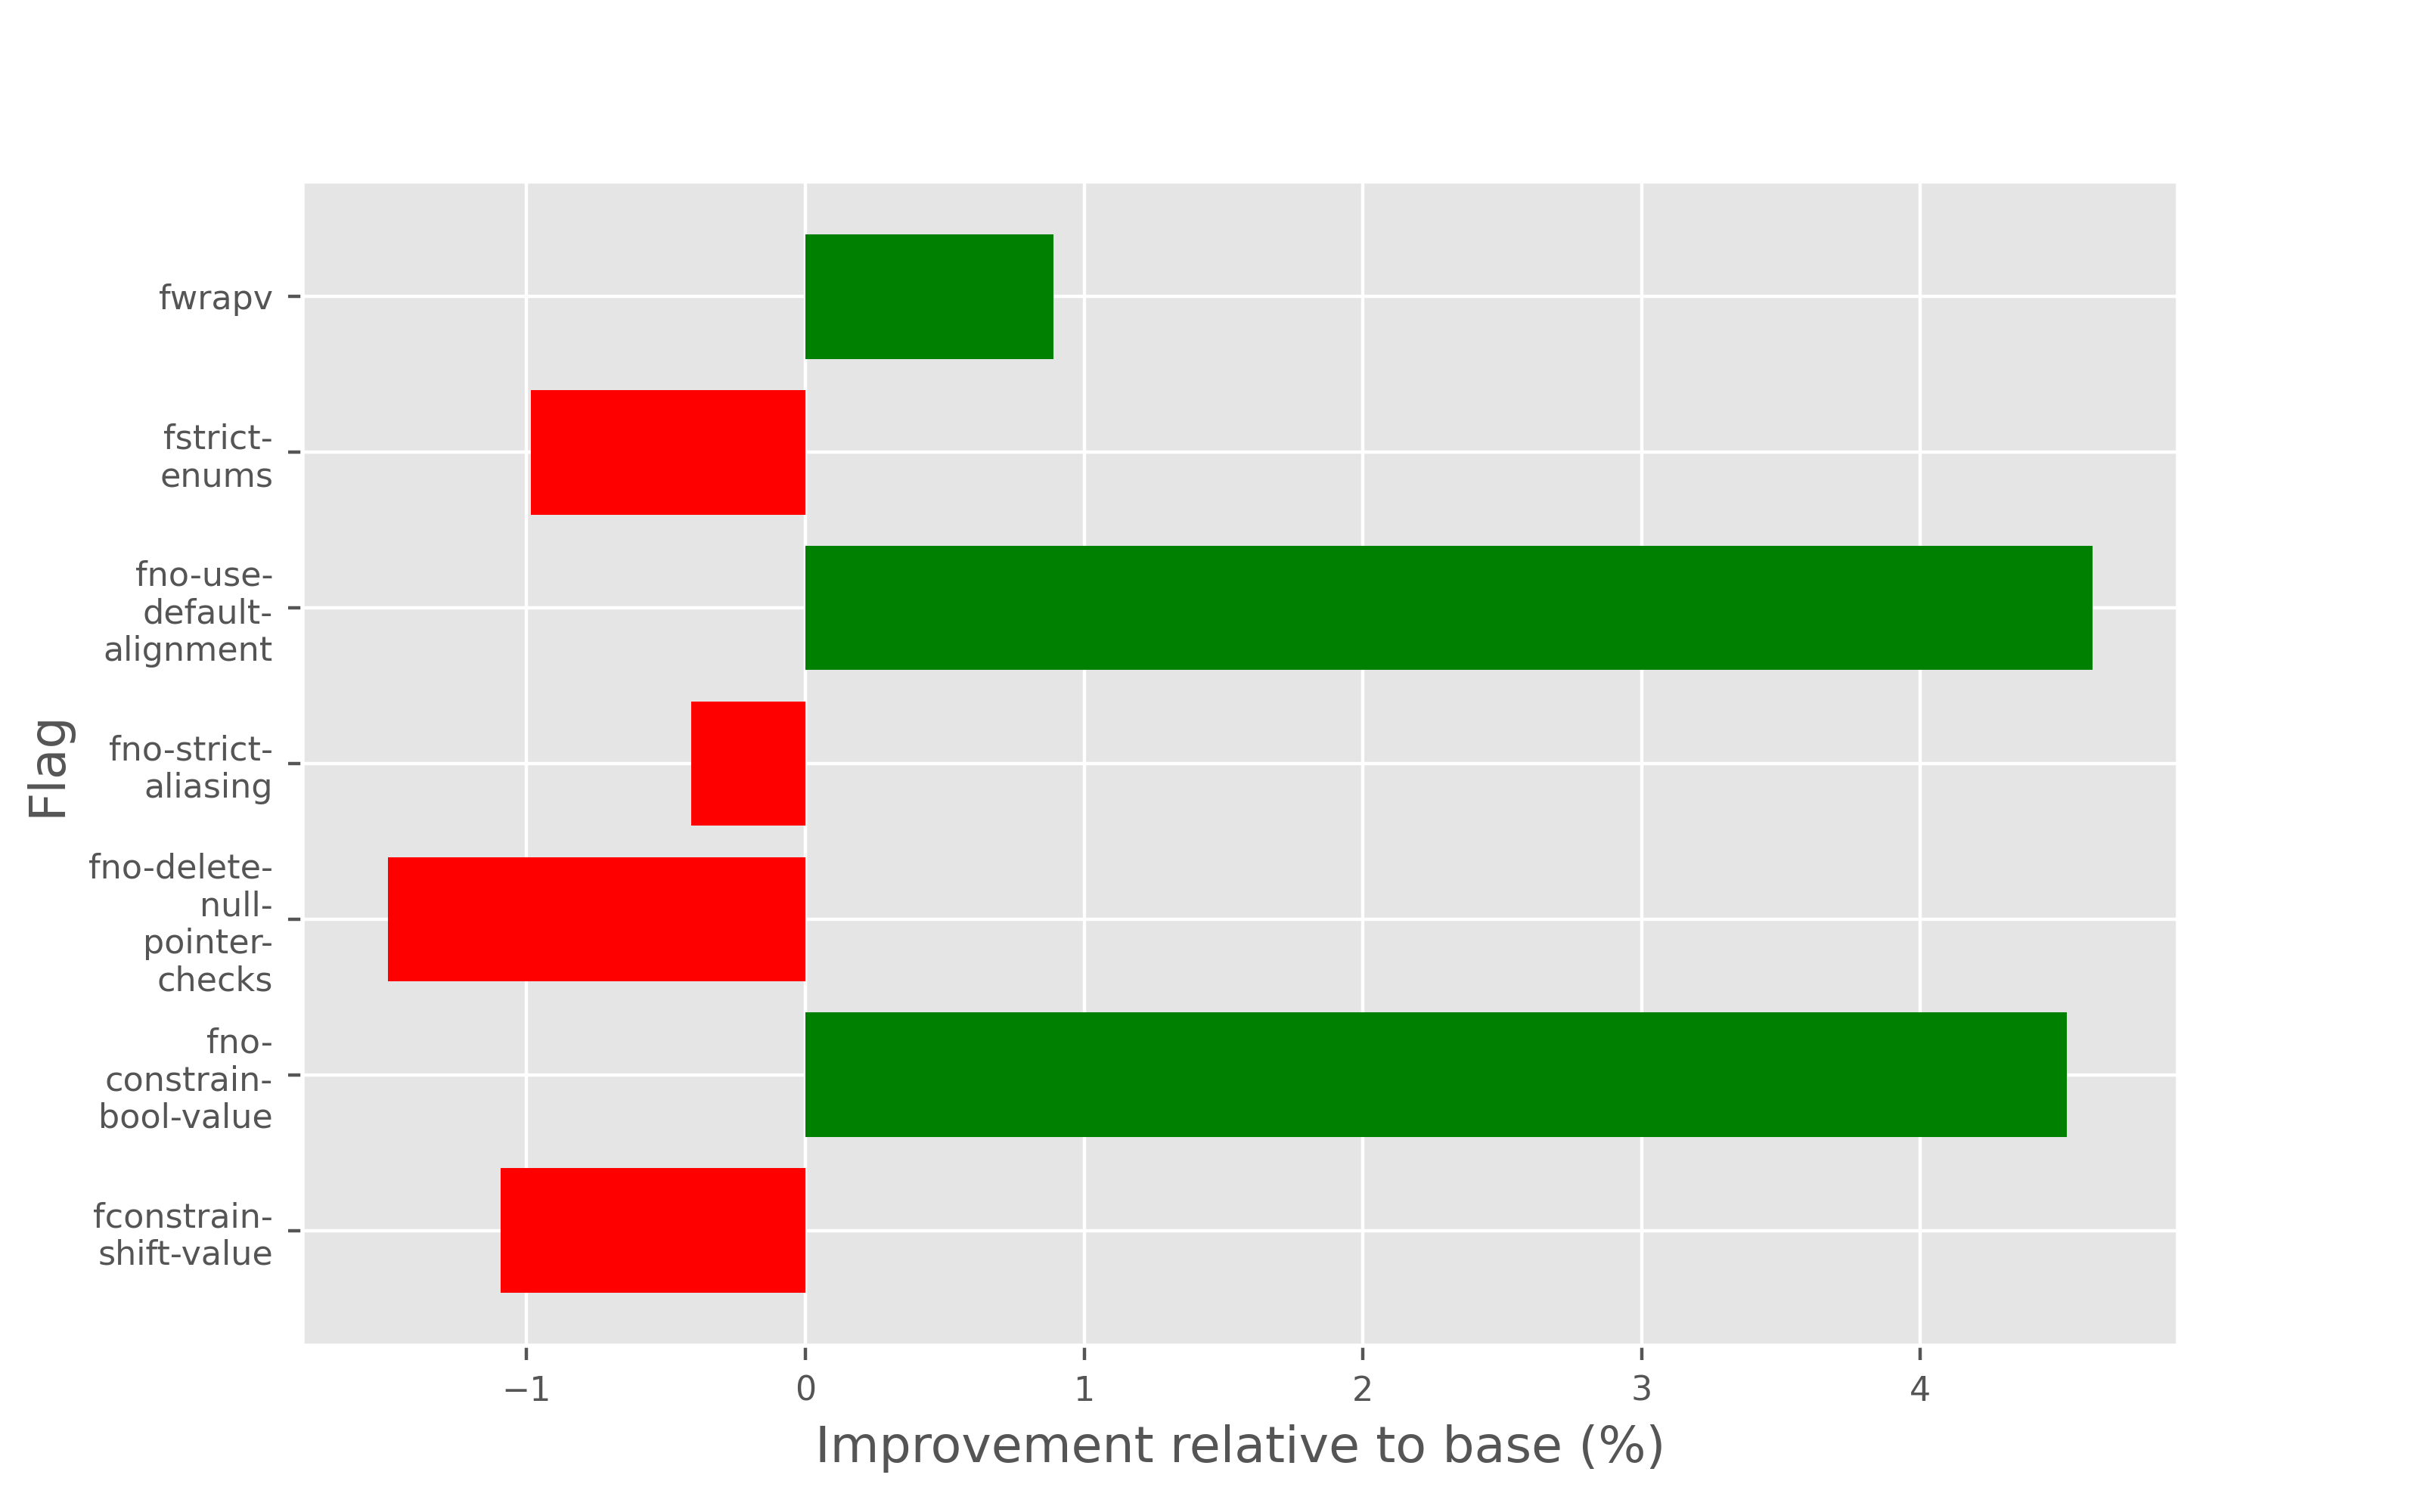 fwrapv
fstrict-
enums
fno-use-
default-
alignment
fno-strict-
aliasing
fno-delete-
null-
pointer-
checks
fno-
constrain-
bool-value
fconstrain-
shift-value
Flag
−1 0 1 2 3 4
Improvement relative to base (%)